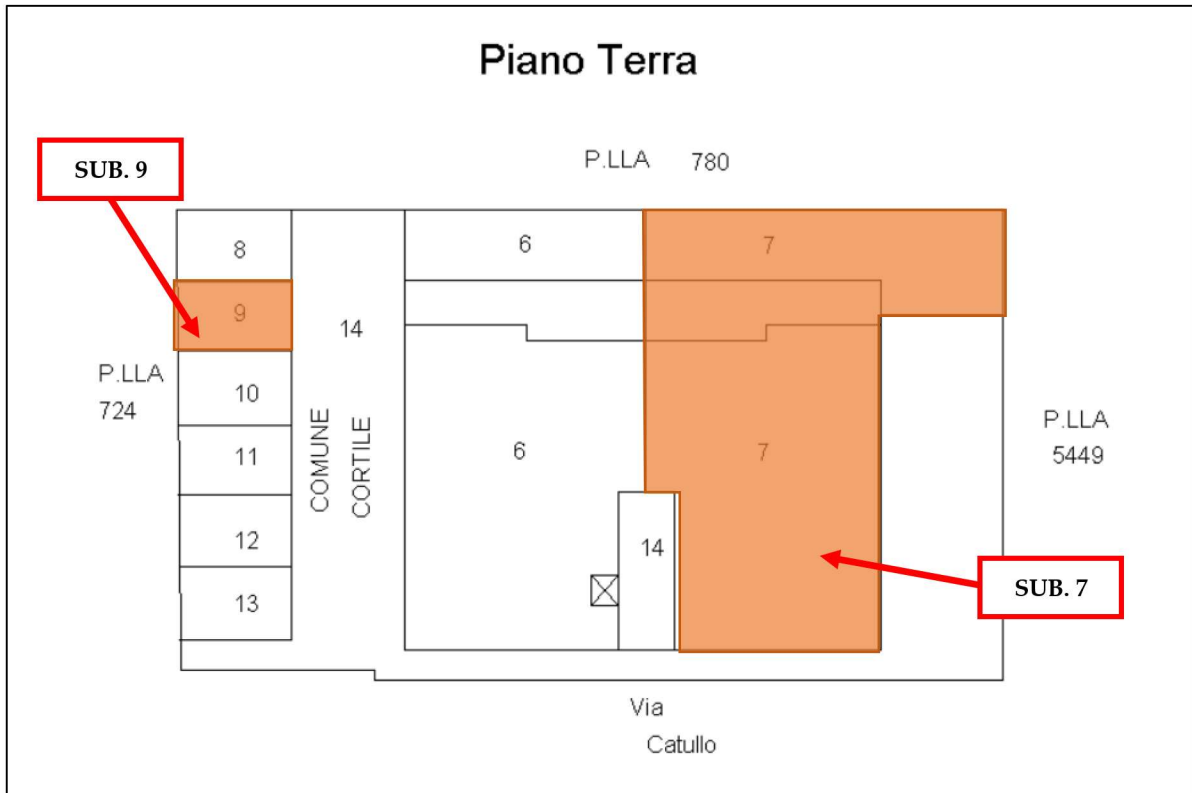 Piano Terra
P.LLA 780
SUB. 9
8
6
7
9
14
P.LLA
724
10
COMUNE
CORTILE
11
6
7
P.LLA
5449
12
14
13
SUB. 7
Via
Catullo